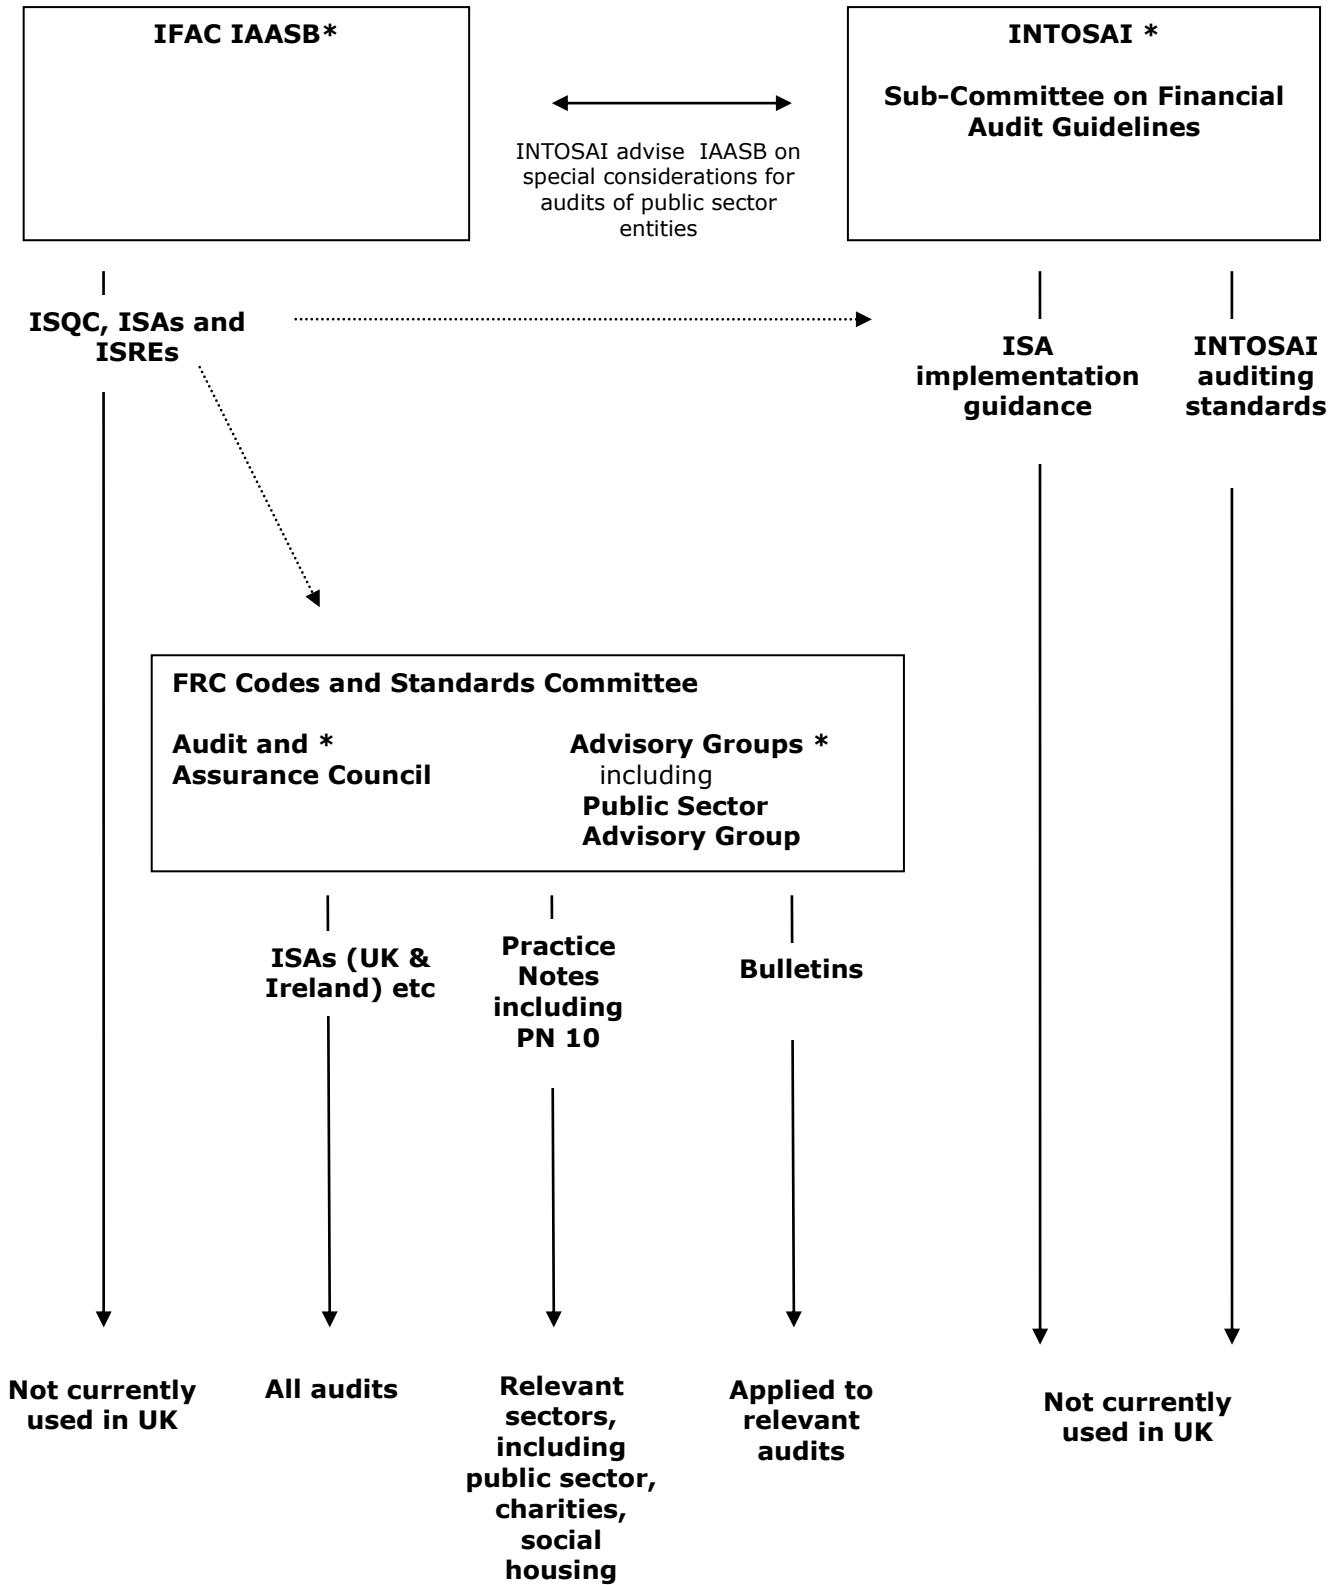 IFAC IAASB*
INTOSAI *
Sub-Committee on Financial
Audit Guidelines
INTOSAI advise IAASB on
special considerations for
audits of public sector
entities
ISQC, ISAs and
ISREs
ISA
implementation
guidance
INTOSAI
auditing
standards
FRC Codes and Standards Committee
Audit and *
Assurance Council
Advisory Groups *
including
Public Sector
Advisory Group
ISAs (UK &
Ireland) etc
Practice
Notes
including
PN 10
Bulletins
Not currently
used in UK
All audits
Relevant
sectors,
including
public sector,
charities,
social
housing
Applied to
relevant
audits
Not currently
used in UK